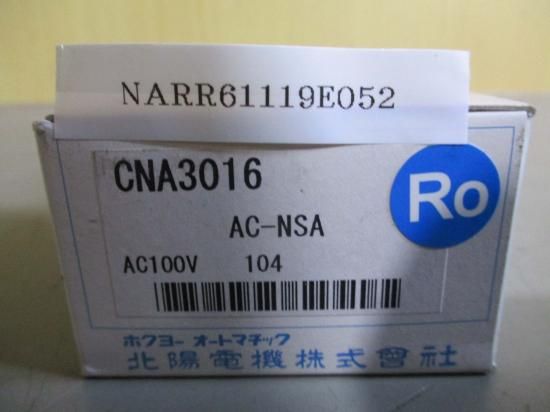 NARR61119E052
CNA3016
Ro
AC-NSA
AC100V 104
ホクヨー オートマチック
北陽電機株式會社